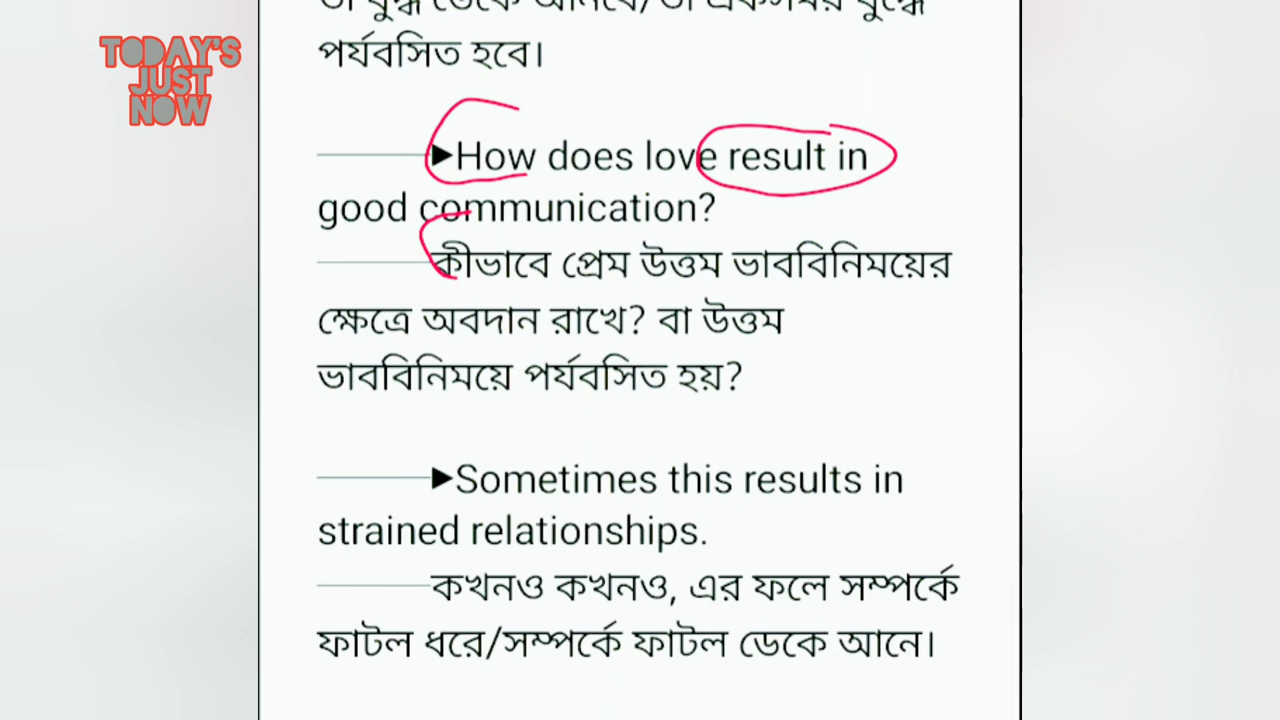 TODAY'S
JUST
NOW
পর্যবসিত হবে।
►How does love result in
good communication?
কীভাবে প্রেম উত্তম ভাববিনিময়ের
ক্ষেত্রে অবদান রাখে? বা উত্তম
ভাববিনিময়ে পর্যবসিত হয়?
►Sometimes this results in
strained relationships.
কখনও কখনও, এর ফলে সম্পর্কে
ফাটল ধরে/সম্পর্কে ফাটল ডেকে আনে।